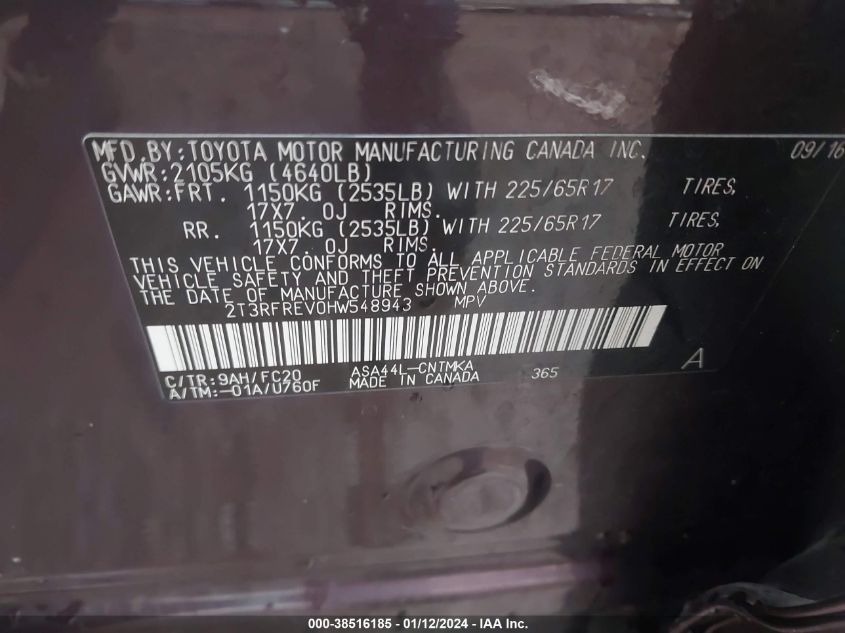 MFD.BY:TOYOTA MOTOR MANUFACTURING CANADA INC. 09/16
GVWR:2105KG (4640LB)
GAWR:FRT. 1150KG (2535LB) WITH 225/65R17 TIRES,
17X7. OJ RIMS.
RR. 1150KG (2535LB) WITH 225/65R17 TIRES,
17X7. OJ RIMS.
THIS VEHICLE CONFORMS TO ALL APPLICABLE FEDERAL MOTOR
VEHICLE SAFETY AND THEFT PREVENTION STANDARDS IN EFFECT ON
THE DATE OF MANUFACTURE SHOWN ABOVE.
2T3RFREV0HW548943 MPV
C/TR:9AH/FC20 ASA44L-CNTMKA 365 A
A/TM:-01A/U760F MADE IN CANADA
000-38516185 - 01/12/2024 - IAA Inc.